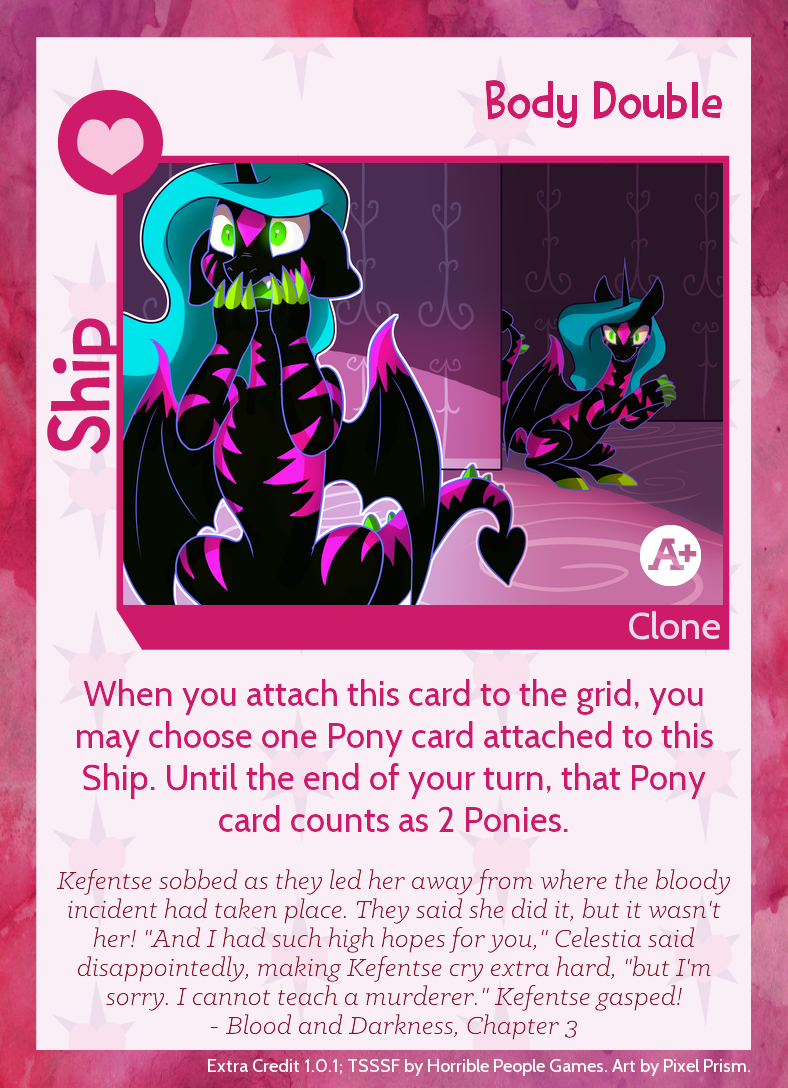 Body Double
Ship
A+
Clone
When you attach this card to the grid, you
may choose one Pony card attached to this
Ship. Until the end of your turn, that Pony
card counts as 2 Ponies.
Kefentse sobbed as they led her away from where the bloody
incident had taken place. They said she did it, but it wasn't
her! "And I had such high hopes for you," Celestia said
disappointedly, making Kefentse cry extra hard, "but I'm
sorry. I cannot teach a murderer." Kefentse gasped!
- Blood and Darkness, Chapter 3
Extra Credit 1.0.1; TSSSF by Horrible People Games. Art by Pixel Prism.